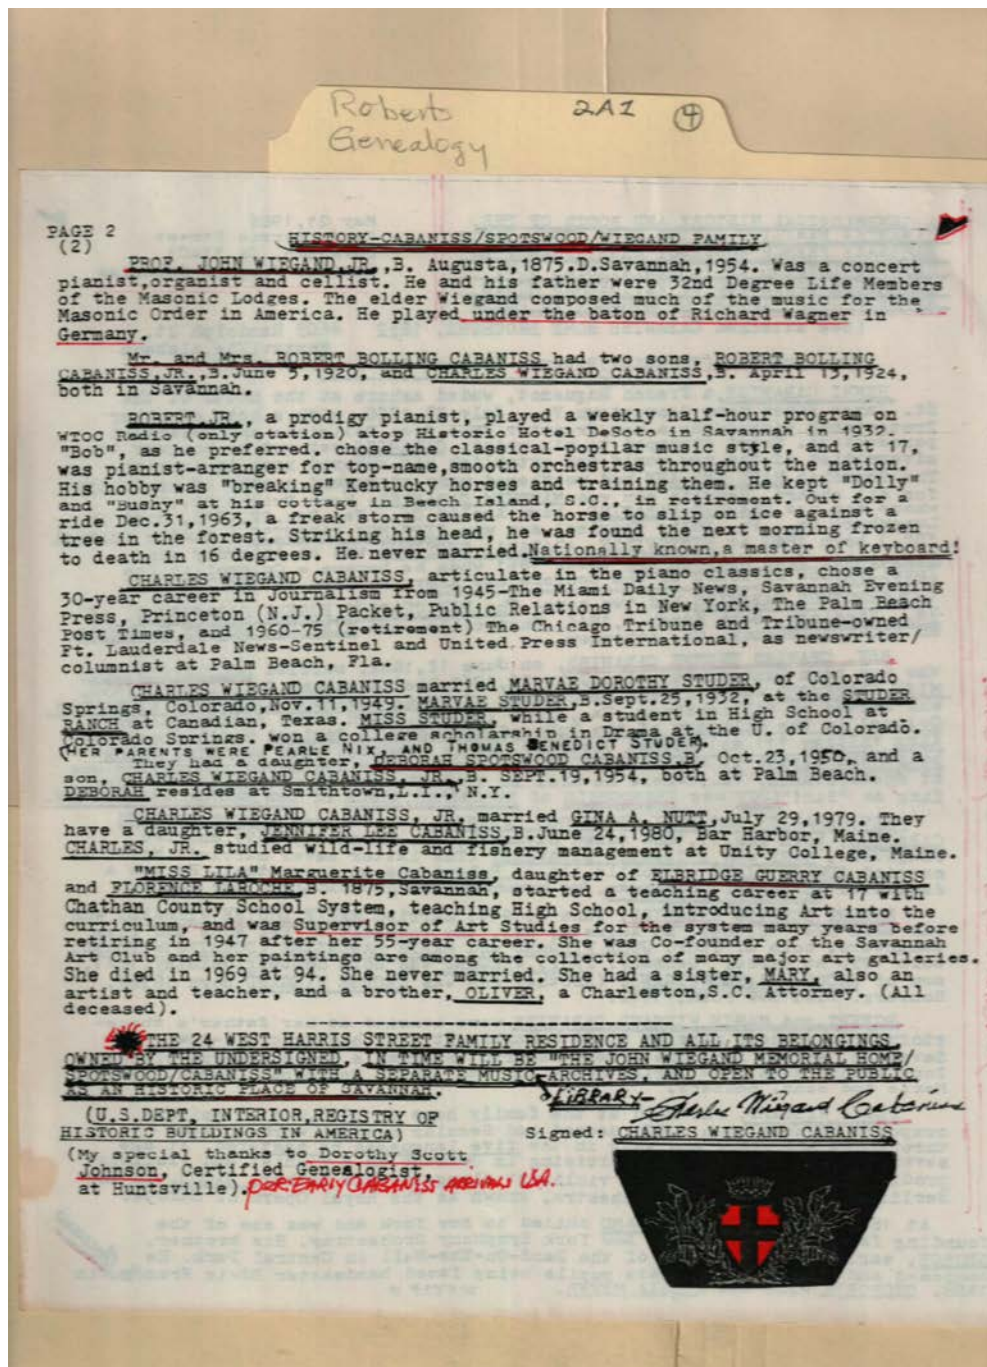 Roberts 2A1 4
Genealogy
PAGE 2
(2)
HISTORY-CABANISS/SPOTSWOOD/WIEGAND FAMILY
PROF. JOHN WIEGAND,JR.,B. Augusta,1875.D.Savannah,1954. Was a concert
pianist,organist and cellist. He and his father were 32nd Degree Life Members
of the Masonic Lodges. The elder Wiegand composed much of the music for the
Masonic Order in America. He played under the baton of Richard Wagner in
Germany.
Mr. and Mrs. ROBERT BOLLING CABANISS had two sons, ROBERT BOLLING
CABANISS,JR.,B.June 5,1920, and CHARLES WIEGAND CABANISS,B. April 13,1924,
both in Savannah.
ROBERT,JR., a prodigy pianist, played a weekly half-hour program on
WTOC Radio (only station) atop Historic Hotel DeSoto in Savannah in 1932.
"Bob", as he preferred. chose the classical-popilar music style, and at 17,
was pianist-arranger for top-name,smooth orchestras throughout the nation.
His hobby was "breaking" Kentucky horses and training them. He kept "Dolly"
and "Bushy" at his cottage in Beech Island, S.C., in retirement. Out for a
ride Dec.31,1963, a freak storm caused the horse to slip on ice against a
tree in the forest. Striking his head, he was found the next morning frozen
to death in 16 degrees. He never married.Nationally known,a master of keyboard!
CHARLES WIEGAND CABANISS, articulate in the piano classics, chose a
30-year career in Journalism from 1945-The Miami Daily News, Savannah Evening
Press, Princeton (N.J.) Packet, Public Relations in New York, The Palm Beach
Post Times, and 1960-75 (retirement) The Chicago Tribune and Tribune-owned
Ft. Lauderdale News-Sentinel and United Press International, as newswriter/
columnist at Palm Beach, Fla.
CHARLES WIEGAND CABANISS married MARVAE DOROTHY STUDER, of Colorado
Springs, Colorado,Nov.11,1949. MARVAE STUDER,B.Sept.25,1932, at the STUDER
RANCH at Canadian, Texas. MISS STUDER, while a student in High School at
Colorado Springs. won a college scholarship in Drama at the U. of Colorado.
(HER PARENTS WERE PEARLE NIX, AND THOMAS BENEDICT STUDER).
They had a daughter, DEBORAH SPOTSWOOD CABANISS,B. Oct.23,1950, and a
son, CHARLES WIEGAND CABANISS, JR.,B. SEPT.19,1954, both at Palm Beach.
DEBORAH resides at Smithtown,L.I., N.Y.
CHARLES WIEGAND CABANISS, JR. married GINA A. NUTT,July 29,1979. They
have a daughter, JENNIFER LEE CABANISS,B.June 24,1980, Bar Harbor, Maine.
CHARLES, JR. studied wild-life and fishery management at Unity College, Maine.
"MISS LILA" Marguerite Cabaniss, daughter of ELBRIDGE GUERRY CABANISS
and FLORENCE LAROCHE,B. 1875,Savannah, started a teaching career at 17 with
Chathan County School System, teaching High School, introducing Art into the
curriculum, and was Supervisor of Art Studies for the system many years before
retiring in 1947 after her 55-year career. She was Co-founder of the Savannah
Art Club and her paintings are among the collection of many major art galleries.
She died in 1969 at 94. She never married. She had a sister, MARY, also an
artist and teacher, and a brother, OLIVER, a Charleston,S.C. Attorney. (All
deceased).
THE 24 WEST HARRIS STREET FAMILY RESIDENCE AND ALL ITS BELONGINGS,
OWNED BY THE UNDERSIGNED, IN TIME WILL BE "THE JOHN WIEGAND MEMORIAL HOME/
SPOTSWOOD/CABANISS" WITH A SEPARATE MUSIC-ARCHIVES, AND OPEN TO THE PUBLIC
AS AN HISTORIC PLACE OF SAVANNAH.
LIBRARY-
Charles Wiegand Cabaniss
(U.S.DEPT, INTERIOR,REGISTRY OF
HISTORIC BUILDINGS IN AMERICA)
Signed: CHARLES WIEGAND CABANISS
(My special thanks to Dorothy Scott
Johnson, Certified Genealogist,
at Huntsville). FOR EARLY CABANISS ARRIVALS USA.